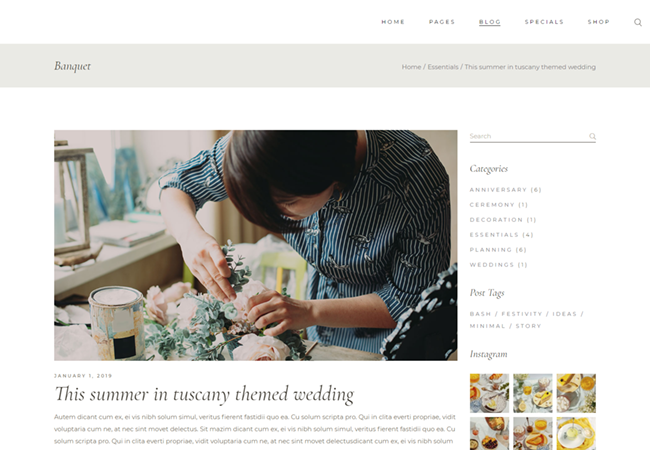 HOME PAGES BLOG SPECIALS SHOP
Banquet
Home / Essentials / This summer in tuscany themed wedding
Search
Categories
ANNIVERSARY (8)
CEREMONY (1)
DECORATION (1)
ESSENTIALS (4)
PLANNING (8)
WEDDINGS (1)
Post Tags
BASH / FESTIVITY / IDEAS /
MINIMAL / STORY
Instagram
JANUARY 1, 2019
This summer in tuscany themed wedding
Autem dicant cum ex, ei vis nibh solum simul, veritus fierent fastidii quo ea. Cu solum scripta pro. Qui in clita everti propriae, vidit
voluptaria cum ne, at nec sint movet delectus. Sit mazim dicant cum ex, ei vis nibh solum simul, veritus fierent fastidii quo ea. Cu
solum scripta pro. Qui in clita everti propriae, vidit voluptaria cum ne, at nec sint movet delectusdicant cum ex, ei vis nibh solum